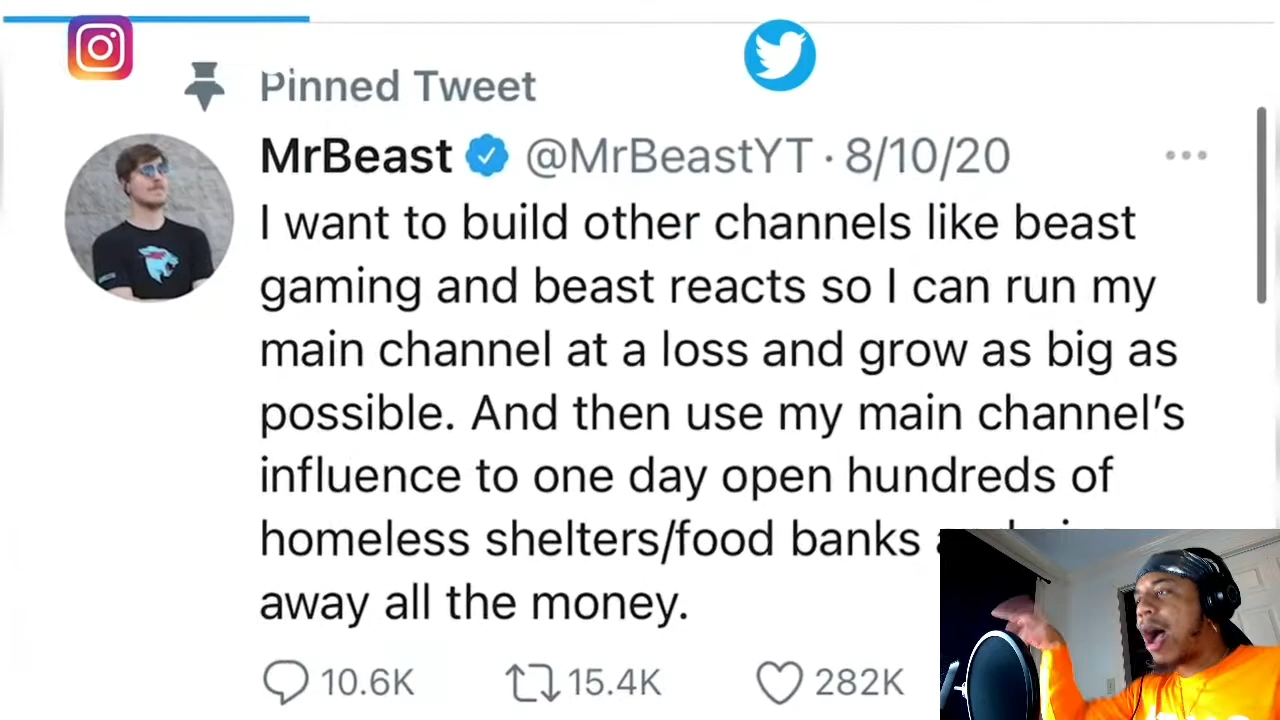 Pinned Tweet
MrBeast @MrBeastYT · 8/10/20
I want to build other channels like beast
gaming and beast reacts so I can run my
main channel at a loss and grow as big as
possible. And then use my main channel's
influence to one day open hundreds of
homeless shelters/food banks
away all the money.
10.6K 15.4K 282K